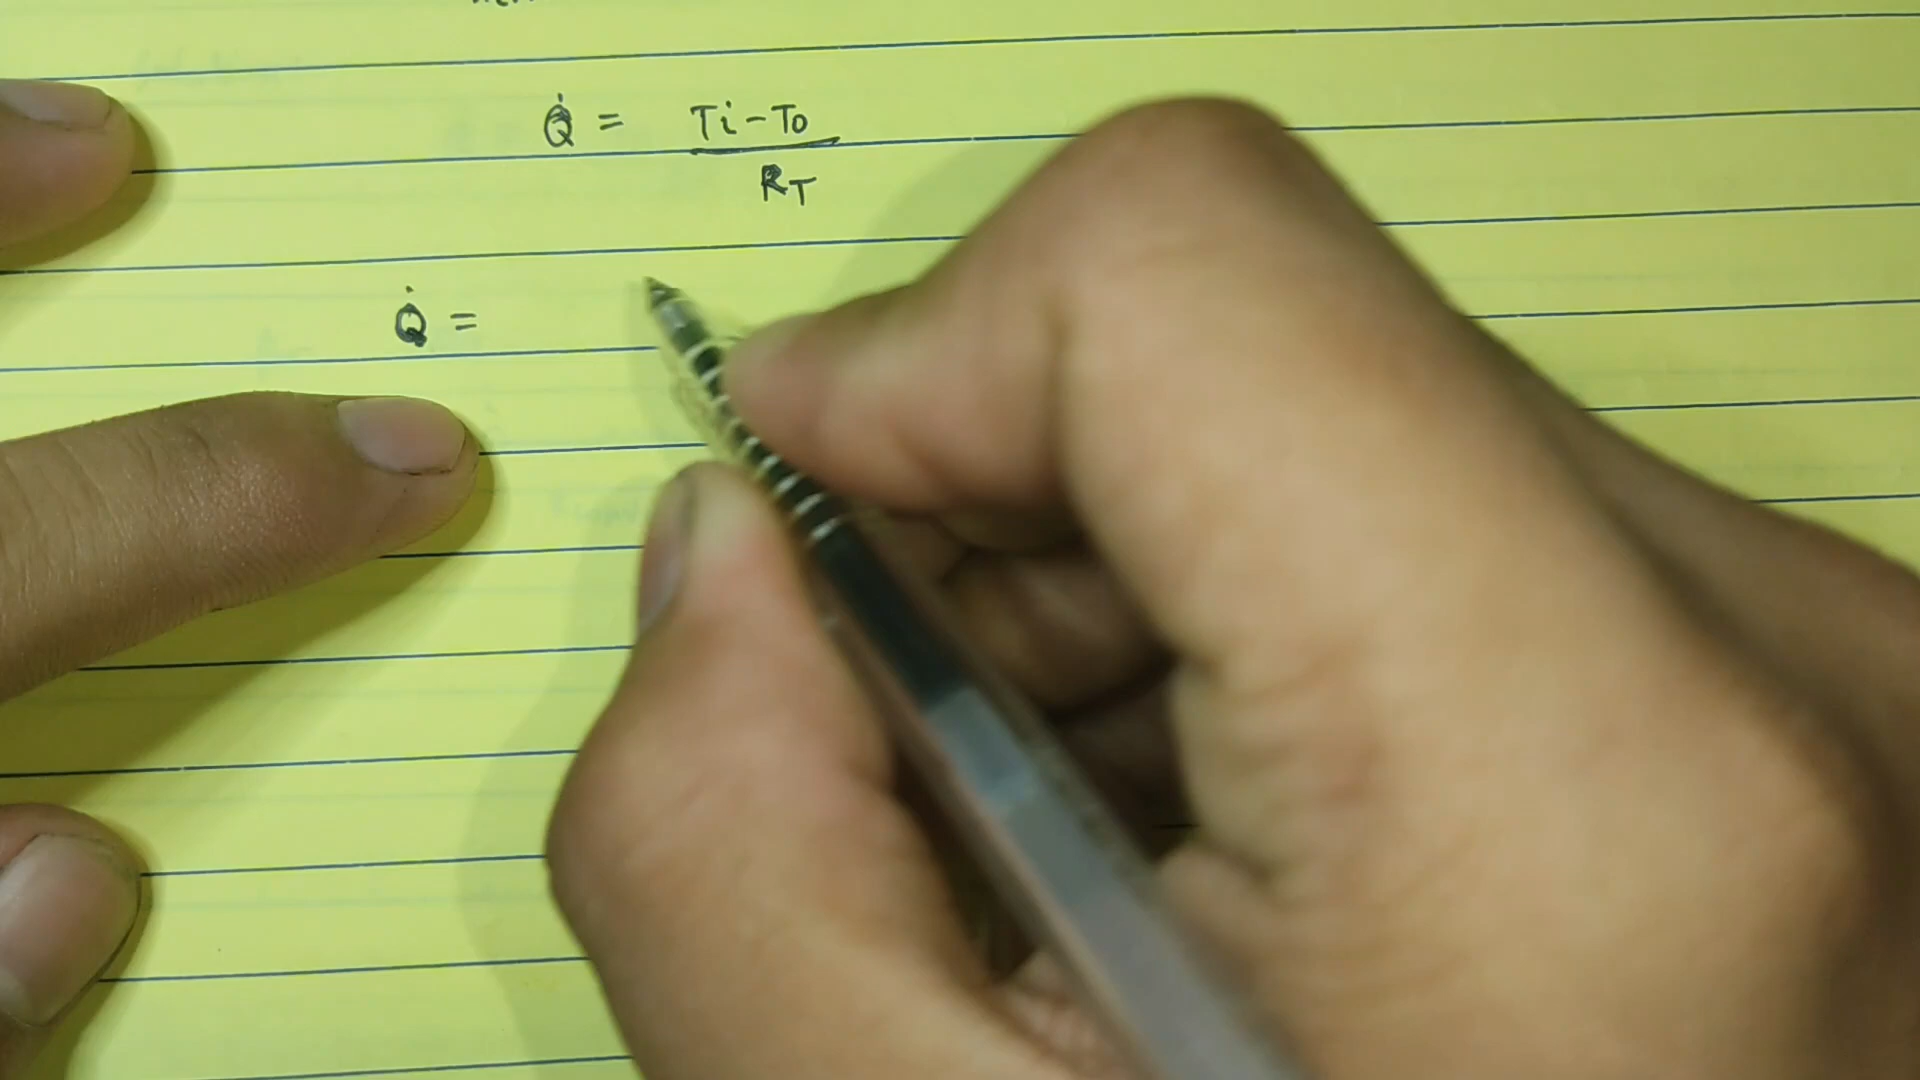 Q̇ = Ti - To
RT
Q̇ =